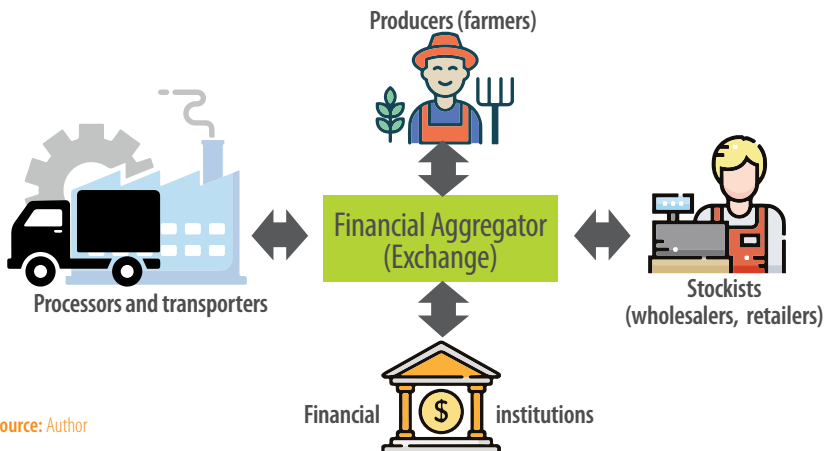 Producers (farmers)
Financial Aggregator
(Exchange)
Processors and transporters
Stockists
(wholesalers, retailers)
Financial $ institutions
ource: Author